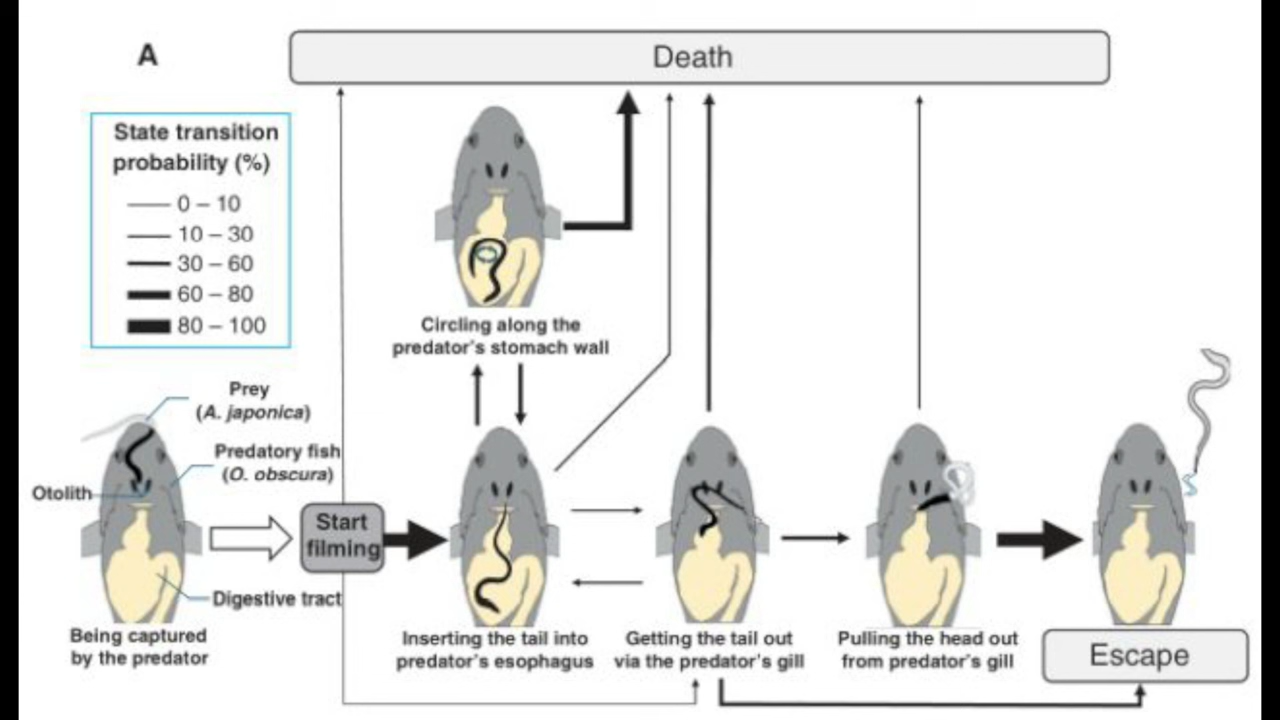 A
Death
State transition
probability (%)
0 – 10
10 – 30
30 – 60
60 – 80
80 – 100
Circling along the
predator's stomach wall
Prey
(A. japonica)
Predatory fish
(O. obscura)
Otolith
Start
filming
Digestive tract
Being captured
by the predator
Inserting the tail into
predator's esophagus
Getting the tail out
via the predator's gill
Pulling the head out
from predator's gill
Escape